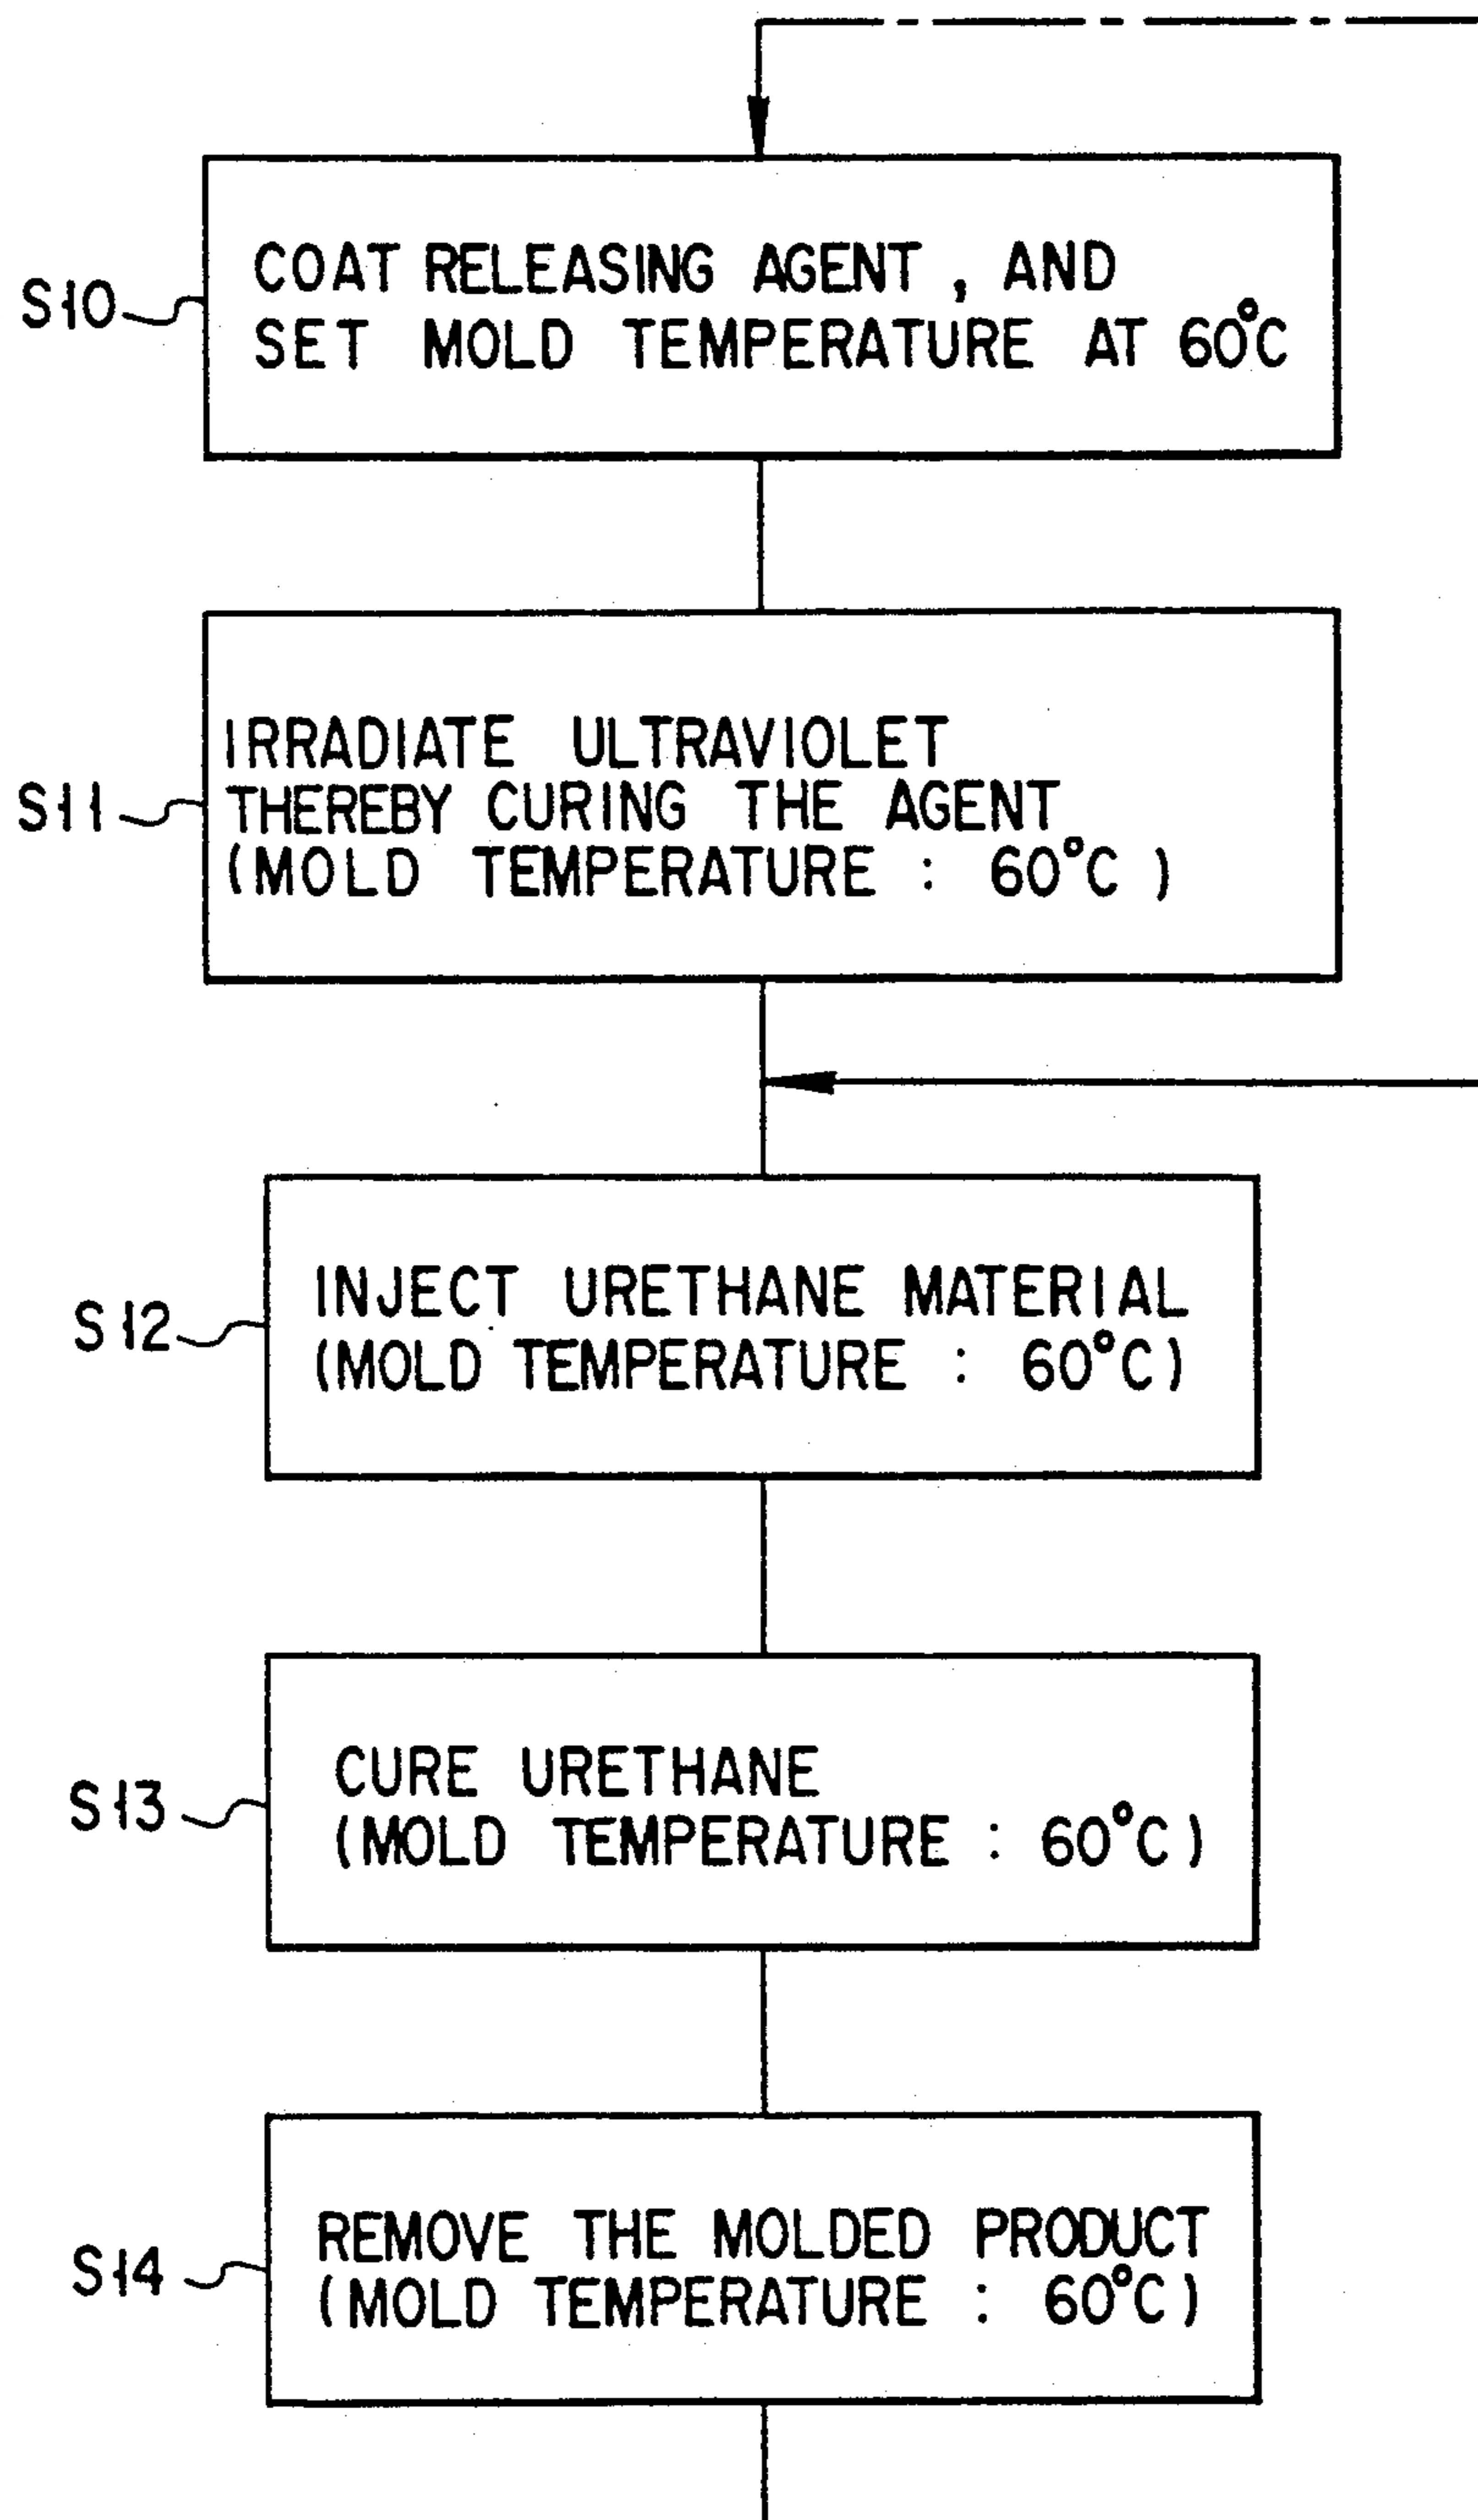 S10
COAT RELEASING AGENT, AND
SET MOLD TEMPERATURE AT 60°C
S11
IRRADIATE ULTRAVIOLET
THEREBY CURING THE AGENT
(MOLD TEMPERATURE : 60°C)
S12
INJECT URETHANE MATERIAL
(MOLD TEMPERATURE : 60°C)
S13
CURE URETHANE
(MOLD TEMPERATURE : 60°C)
S14
REMOVE THE MOLDED PRODUCT
(MOLD TEMPERATURE : 60°C)